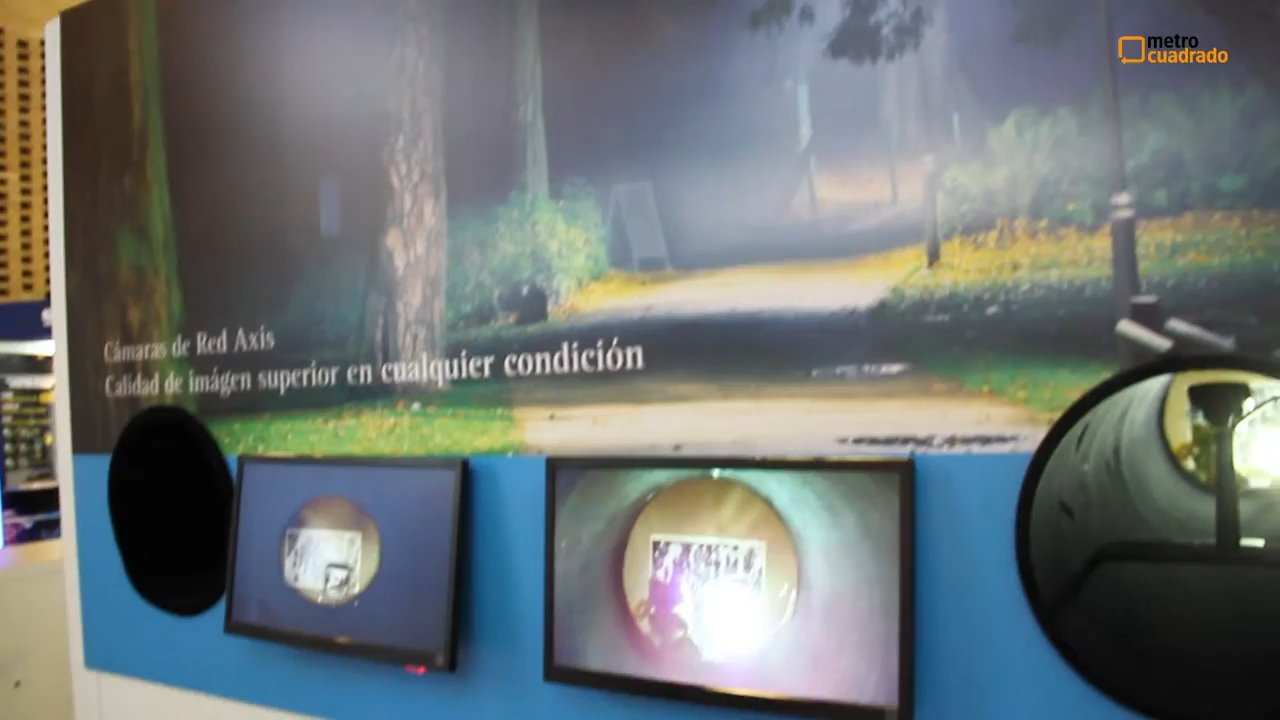 metro
cuadrado
Cámaras de Red Axis
Calidad de imágen superior en cualquier condición